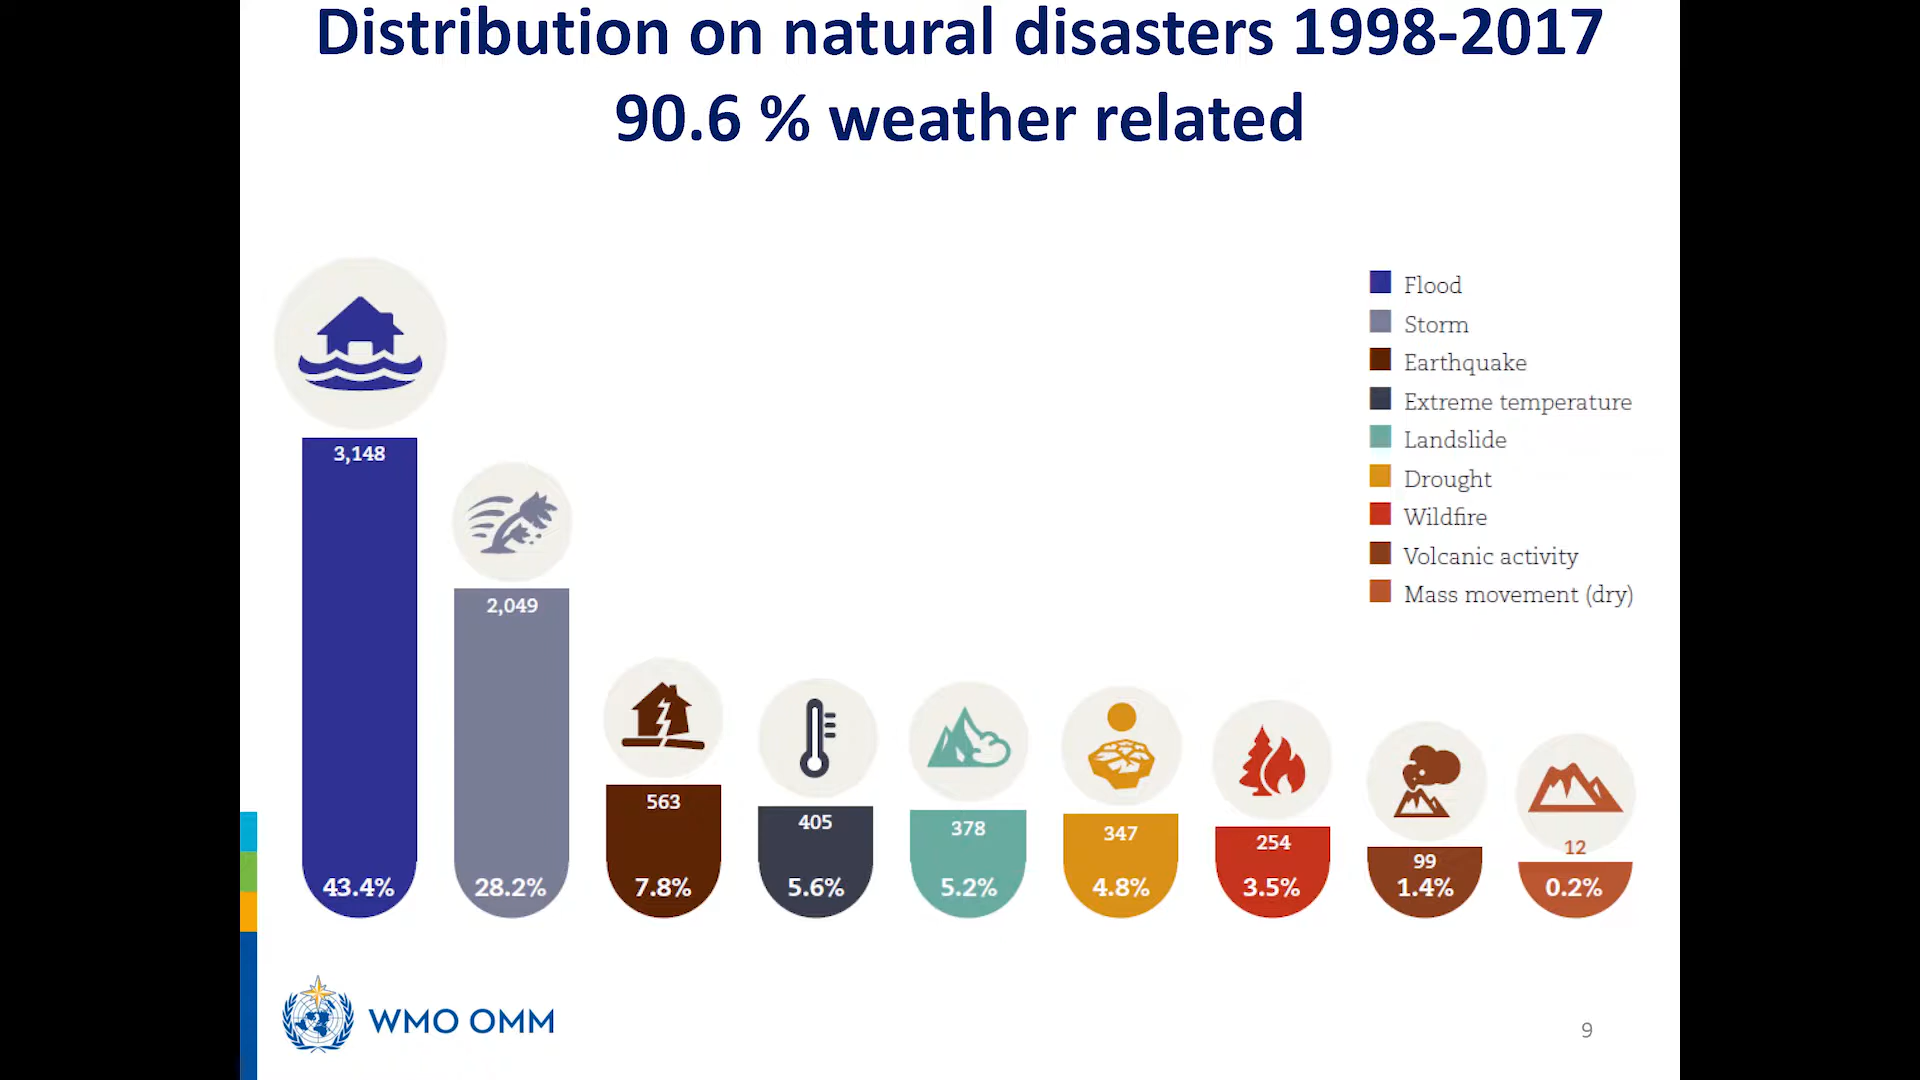 Distribution on natural disasters 1998-2017
90.6 % weather related
Flood
Storm
Earthquake
Extreme temperature
Landslide
Drought
Wildfire
Volcanic activity
Mass movement (dry)
3,148
2,049
563
405
378
347
254
99
12
43.4%
28.2%
7.8%
5.6%
5.2%
4.8%
3.5%
1.4%
0.2%
WMO OMM
9